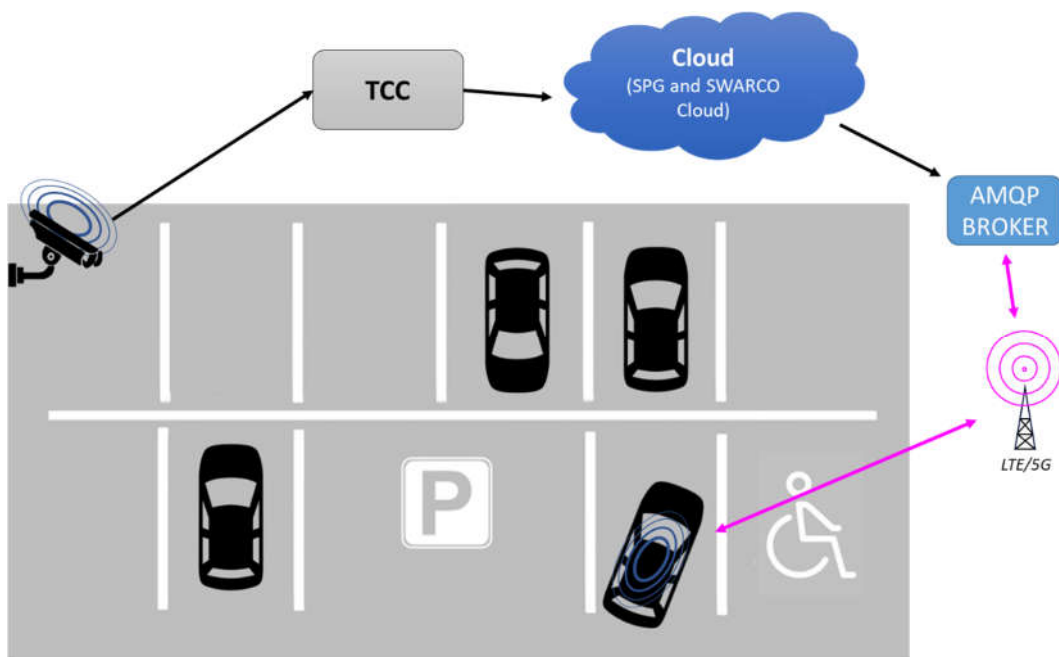 TCC
Cloud
(SPG and SWARCO
Cloud)
AMQP
BROKER
LTE/5G
P